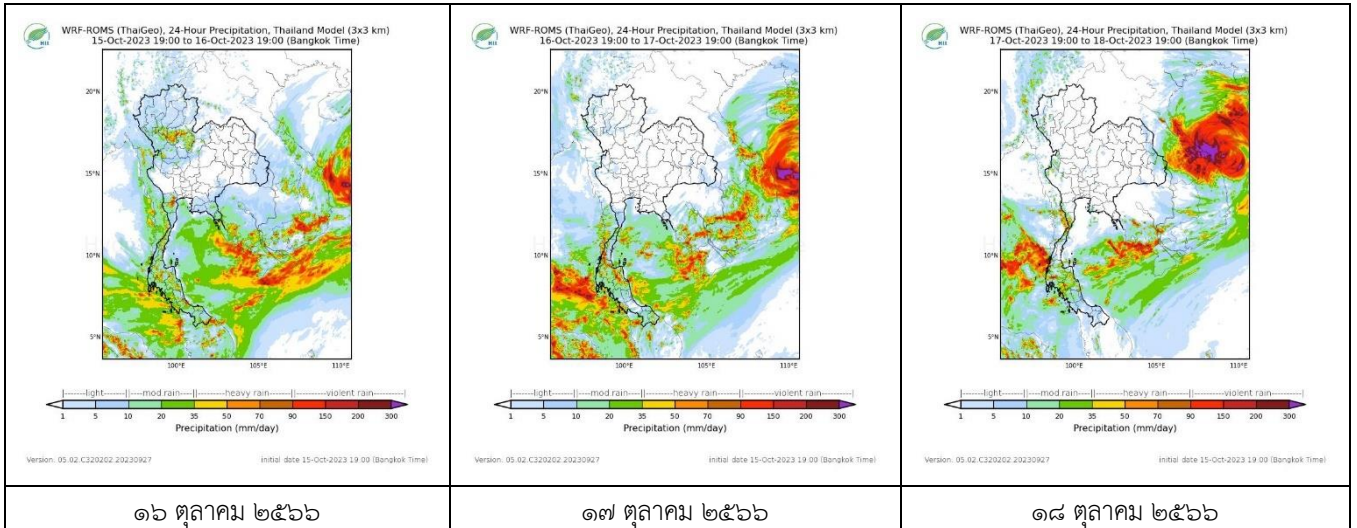 WRF-ROMS (ThaiGeo), 24-Hour Precipitation, Thailand Model (3x3 km)
15-Oct-2023 19:00 to 16-Oct-2023 19:00 (Bangkok Time)
20°N
15°N
10°N
5°N
100°E 105°E 110°E
light mod rain heavy rain violent rain
1 5 10 20 35 50 70 90 150 200 300
Precipitation (mm/day)
Version: 05.02.C320202.20230927 initial date 15-Oct-2023 19:00 (Bangkok Time)
๑๖ ตุลาคม ๒๕๖๖
WRF-ROMS (ThaiGeo), 24-Hour Precipitation, Thailand Model (3x3 km)
16-Oct-2023 19:00 to 17-Oct-2023 19:00 (Bangkok Time)
20°N
15°N
10°N
5°N
100°E 105°E 110°E
light mod rain heavy rain violent rain
1 5 10 20 35 50 70 90 150 200 300
Precipitation (mm/day)
Version: 05.02.C320202.20230927 initial date 15-Oct-2023 19:00 (Bangkok Time)
๑๗ ตุลาคม ๒๕๖๖
WRF-ROMS (ThaiGeo), 24-Hour Precipitation, Thailand Model (3x3 km)
17-Oct-2023 19:00 to 18-Oct-2023 19:00 (Bangkok Time)
20°N
15°N
10°N
5°N
100°E 105°E 110°E
light mod rain heavy rain violent rain
1 5 10 20 35 50 70 90 150 200 300
Precipitation (mm/day)
Version: 05.02.C320202.20230927 initial date 15-Oct-2023 19:00 (Bangkok Time)
๑๘ ตุลาคม ๒๕๖๖